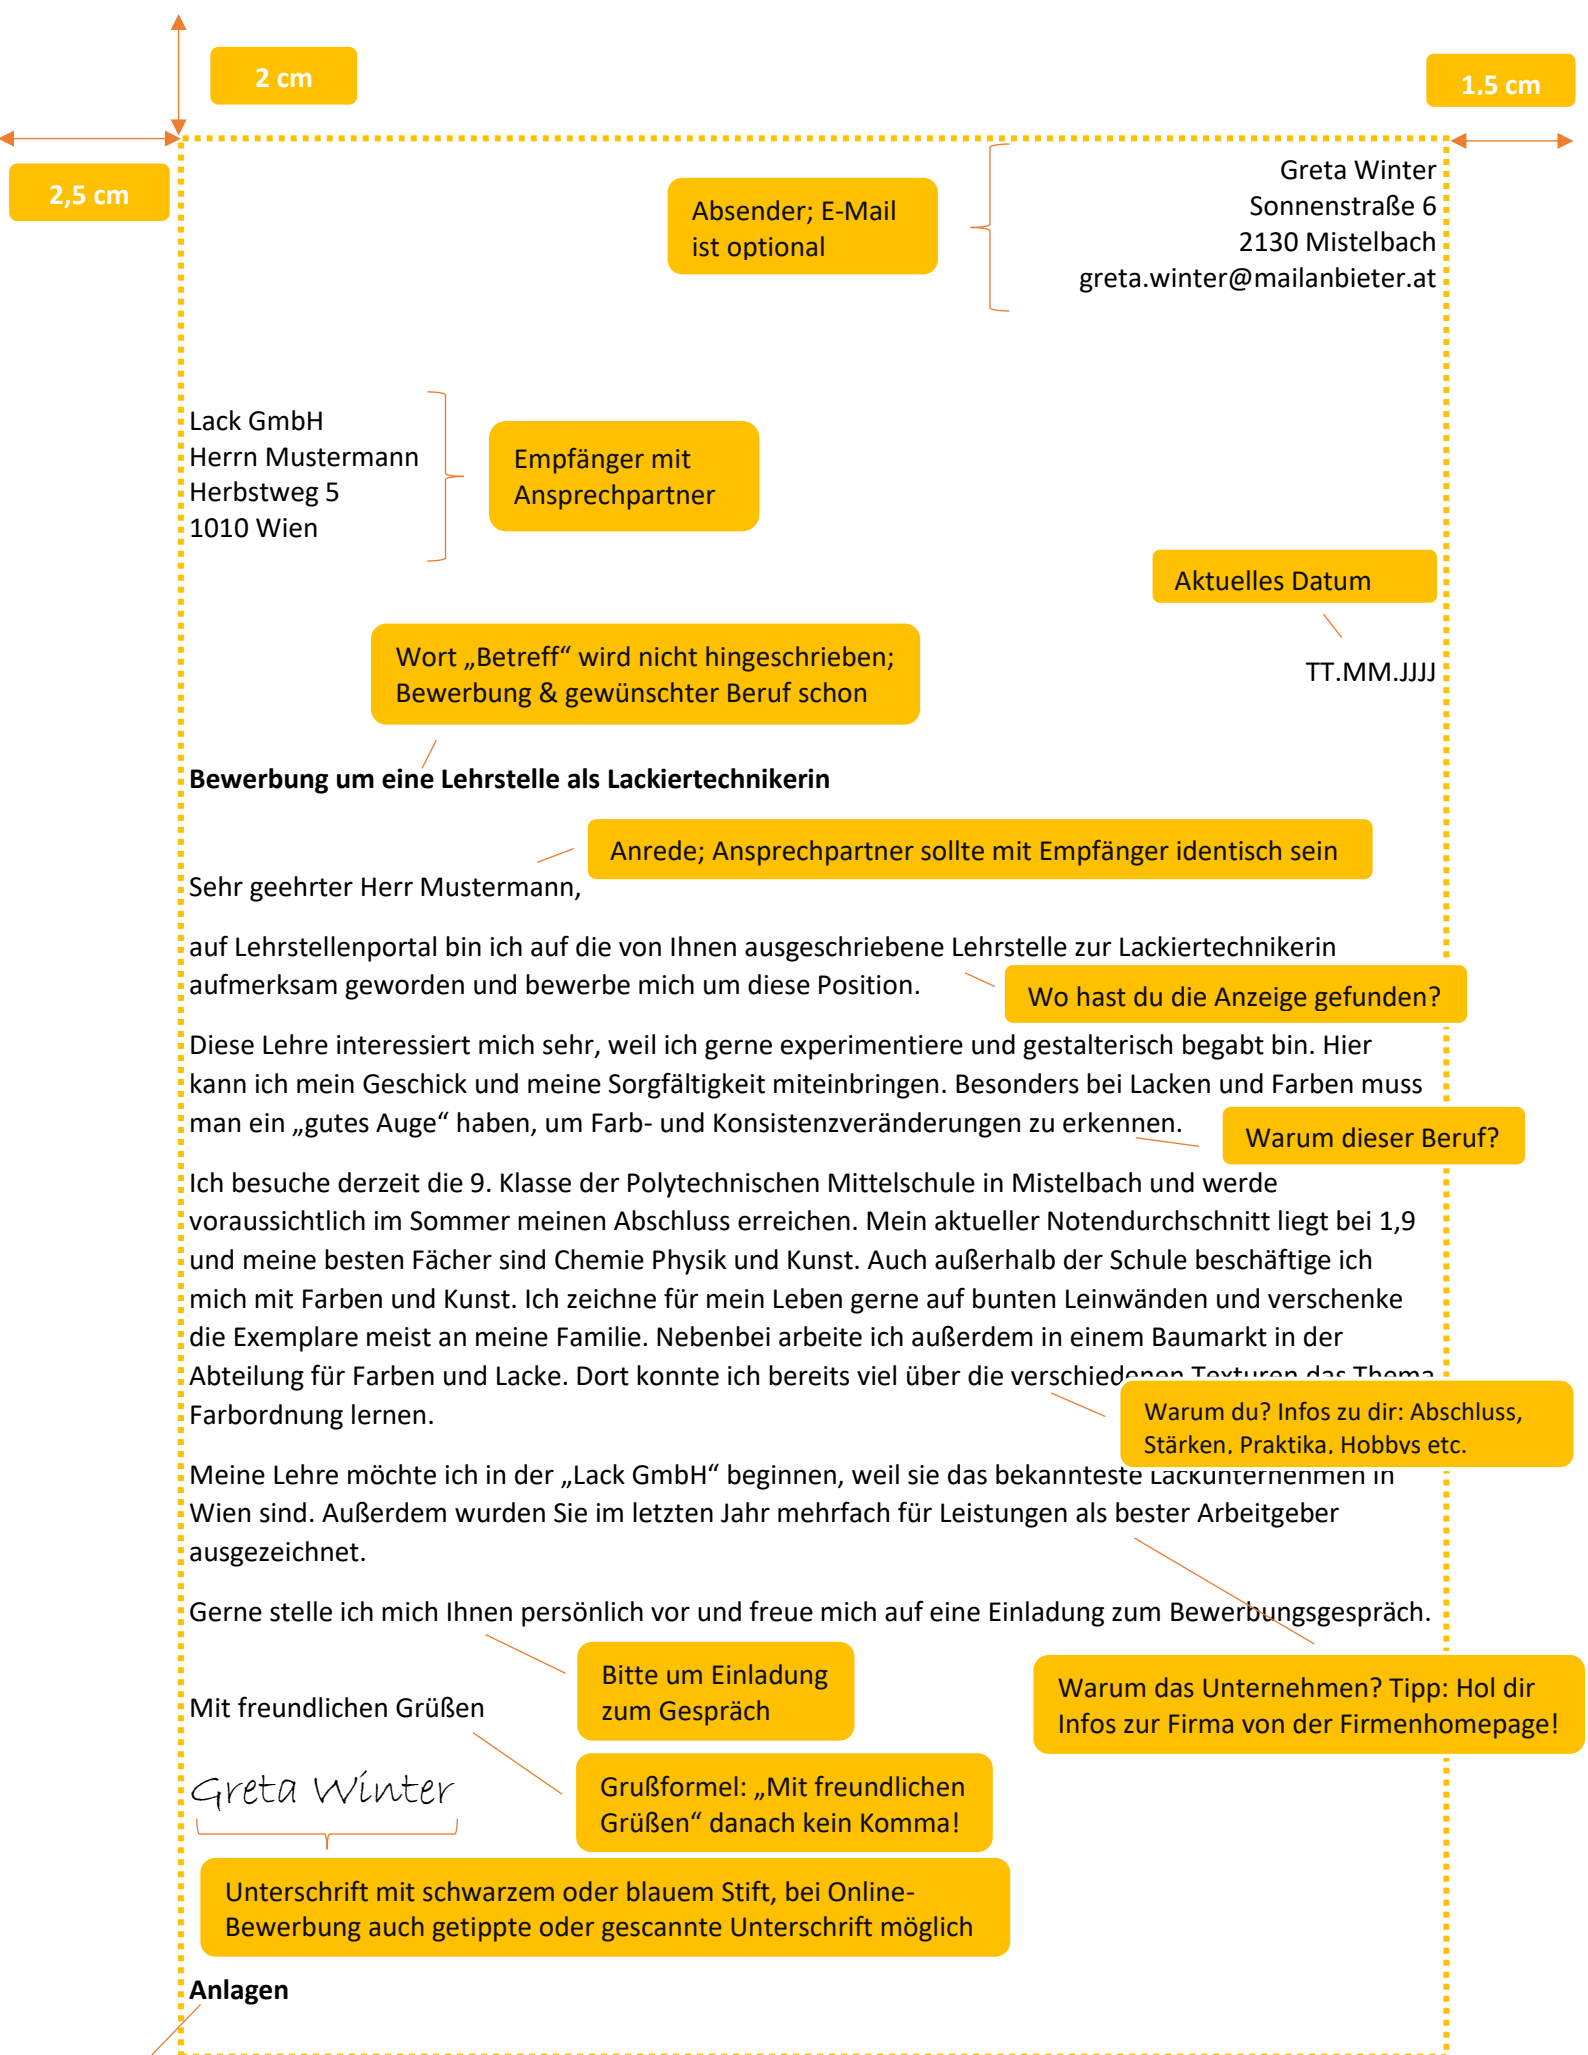 2 cm
1,5 cm
2,5 cm
Absender; E-Mail
ist optional
Greta Winter
Sonnenstraße 6
2130 Mistelbach
greta.winter@mailanbieter.at
Lack GmbH
Herrn Mustermann
Herbstweg 5
1010 Wien
Empfänger mit
Ansprechpartner
Aktuelles Datum
TT.MM.JJJJ
Wort „Betreff“ wird nicht hingeschrieben;
Bewerbung & gewünschter Beruf schon
Bewerbung um eine Lehrstelle als Lackiertechnikerin
Anrede; Ansprechpartner sollte mit Empfänger identisch sein
Sehr geehrter Herr Mustermann,
auf Lehrstellenportal bin ich auf die von Ihnen ausgeschriebene Lehrstelle zur Lackiertechnikerin
aufmerksam geworden und bewerbe mich um diese Position.
Wo hast du die Anzeige gefunden?
Diese Lehre interessiert mich sehr, weil ich gerne experimentiere und gestalterisch begabt bin. Hier
kann ich mein Geschick und meine Sorgfältigkeit miteinbringen. Besonders bei Lacken und Farben muss
man ein „gutes Auge“ haben, um Farb- und Konsistenzveränderungen zu erkennen.
Warum dieser Beruf?
Ich besuche derzeit die 9. Klasse der Polytechnischen Mittelschule in Mistelbach und werde
voraussichtlich im Sommer meinen Abschluss erreichen. Mein aktueller Notendurchschnitt liegt bei 1,9
und meine besten Fächer sind Chemie Physik und Kunst. Auch außerhalb der Schule beschäftige ich
mich mit Farben und Kunst. Ich zeichne für mein Leben gerne auf bunten Leinwänden und verschenke
die Exemplare meist an meine Familie. Nebenbei arbeite ich außerdem in einem Baumarkt in der
Abteilung für Farben und Lacke. Dort konnte ich bereits viel über die verschiedenen Texturen das Thema
Farbordnung lernen.
Warum du? Infos zu dir: Abschluss,
Stärken, Praktika, Hobbys etc.
Meine Lehre möchte ich in der „Lack GmbH“ beginnen, weil sie das bekannteste Lackunternehmen in
Wien sind. Außerdem wurden Sie im letzten Jahr mehrfach für Leistungen als bester Arbeitgeber
ausgezeichnet.
Gerne stelle ich mich Ihnen persönlich vor und freue mich auf eine Einladung zum Bewerbungsgespräch.
Bitte um Einladung
zum Gespräch
Warum das Unternehmen? Tipp: Hol dir
Infos zur Firma von der Firmenhomepage!
Mit freundlichen Grüßen
Grußformel: „Mit freundlichen
Grüßen“ danach kein Komma!
Greta Winter
Unterschrift mit schwarzem oder blauem Stift, bei Online-
Bewerbung auch getippte oder gescannte Unterschrift möglich
Anlagen